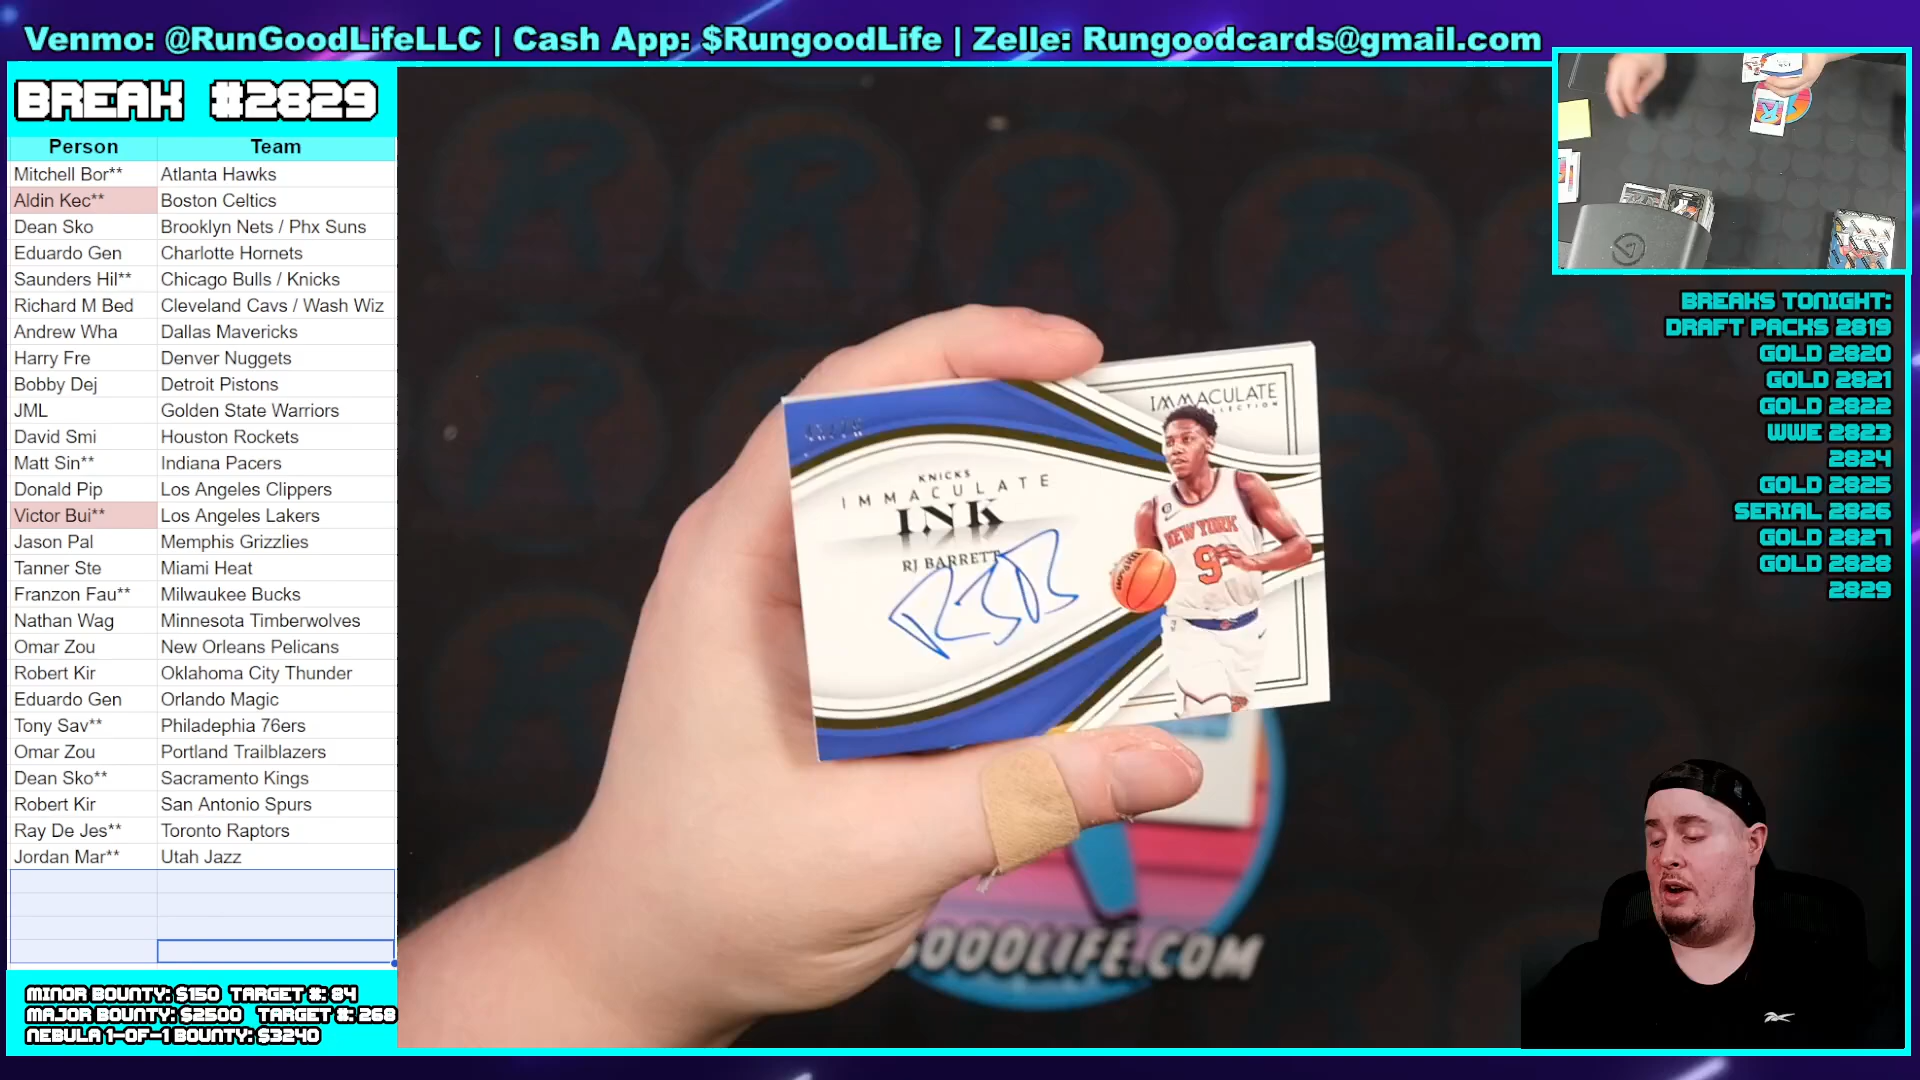 Venmo: @RunGoodLifeLLC | Cash App: $RungoodLife | Zelle: Rungoodcards@gmail.com
BREAK #2829
Person Team
Mitchell Bor** Atlanta Hawks
Aldin Kec** Boston Celtics
Dean Sko Brooklyn Nets / Phx Suns
Eduardo Gen Charlotte Hornets
Saunders Hil** Chicago Bulls / Knicks
Richard M Bed Cleveland Cavs / Wash Wiz
Andrew Wha Dallas Mavericks
Harry Fre Denver Nuggets
Bobby Dej Detroit Pistons
JML Golden State Warriors
David Smi Houston Rockets
Matt Sin** Indiana Pacers
Donald Pip Los Angeles Clippers
Victor Bui** Los Angeles Lakers
Jason Pal Memphis Grizzlies
Tanner Ste Miami Heat
Franzon Fau** Milwaukee Bucks
Nathan Wag Minnesota Timberwolves
Omar Zou New Orleans Pelicans
Robert Kir Oklahoma City Thunder
Eduardo Gen Orlando Magic
Tony Sav** Philadephia 76ers
Omar Zou Portland Trailblazers
Dean Sko** Sacramento Kings
Robert Kir San Antonio Spurs
Ray De Jes** Toronto Raptors
Jordan Mar** Utah Jazz
MINOR BOUNTY: $150 TARGET #: 84
MAJOR BOUNTY: $2500 TARGET #: 268
NEBULA 1-OF-1 BOUNTY: $3240
IMMACULATE
COLLECTION
KNICKS
IMMACULATE
INK
RJ BARRETT
RJB
NEW YORK
9
OOOLIFE.COM
BREAKS TONIGHT:
DRAFT PACKS 2819
GOLD 2820
GOLD 2821
GOLD 2822
WWE 2823
2824
GOLD 2825
SERIAL 2826
GOLD 2827
GOLD 2828
2829